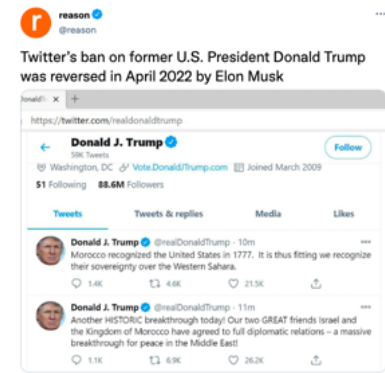 reason
@reason
Twitter's ban on former U.S. President Donald Trump
was reversed in April 2022 by Elon Musk
https://twitter.com/realdonaldtrump
Donald J. Trump
59K Tweets
Washington, DC Vote.DonaldJTrump.com Joined March 2009
51 Following 88.6M Followers
Follow
Tweets Tweets & replies Media Likes
Donald J. Trump @realDonaldTrump · 10m
Morocco recognized the United States in 1777. It is thus fitting we recognize
their sovereignty over the Western Sahara.
1.4K 4.6K 21.5K
Donald J. Trump @realDonaldTrump · 11m
Another HISTORIC breakthrough today! Our two GREAT friends Israel and
the Kingdom of Morocco have agreed to full diplomatic relations – a massive
breakthrough for peace in the Middle East!
1.1K 6.9K 26.2K